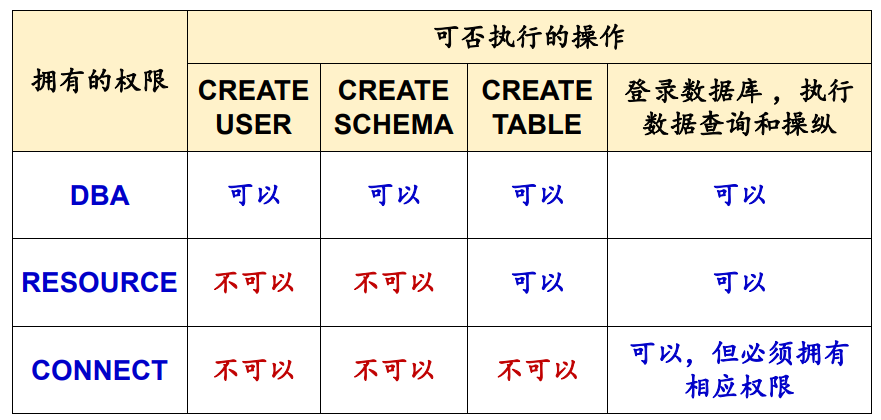 拥有的权限
可否执行的操作
CREATE
USER
CREATE
SCHEMA
CREATE
TABLE
登录数据库 ，执行
数据查询和操纵
DBA
可以
可以
可以
可以
RESOURCE
不可以
不可以
可以
可以
CONNECT
不可以
不可以
不可以
可以，但必须拥有
相应权限